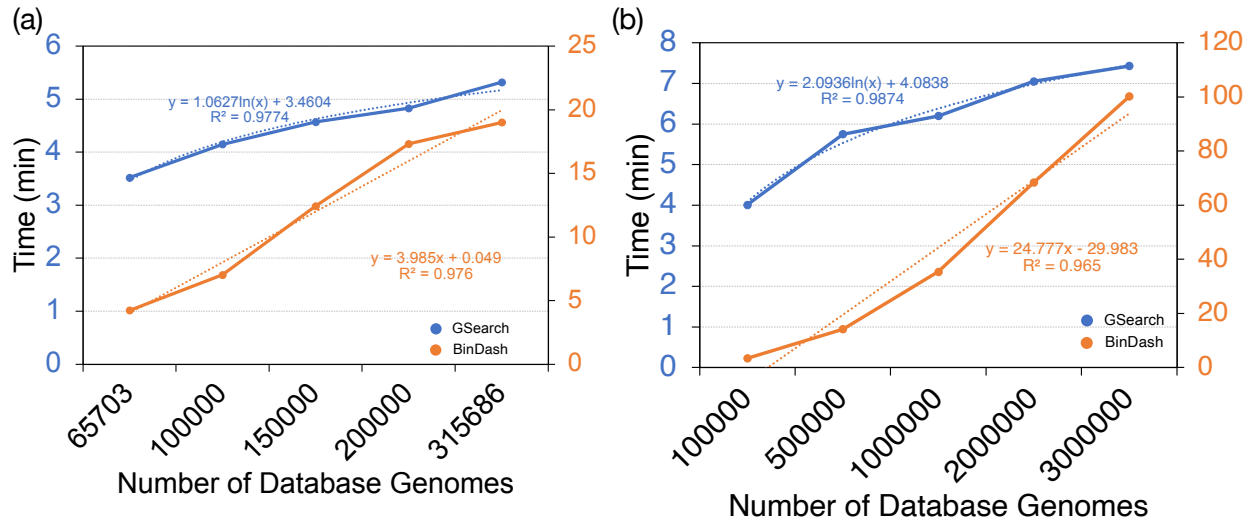 (a)
6
5
4
3
2
1
0
Time (min)
25
20
15
10
5
0
y = 1.0627ln(x) + 3.4604
R² = 0.9774
y = 3.985x + 0.049
R² = 0.976
GSearch
BinDash
65703
100000
150000
200000
315686
Number of Database Genomes
(b)
8
7
6
5
4
3
2
1
0
Time (min)
120
100
80
60
40
20
0
y = 2.0936ln(x) + 4.0838
R² = 0.9874
y = 24.777x - 29.983
R² = 0.965
GSearch
BinDash
100000
500000
1000000
2000000
3000000
Number of Database Genomes